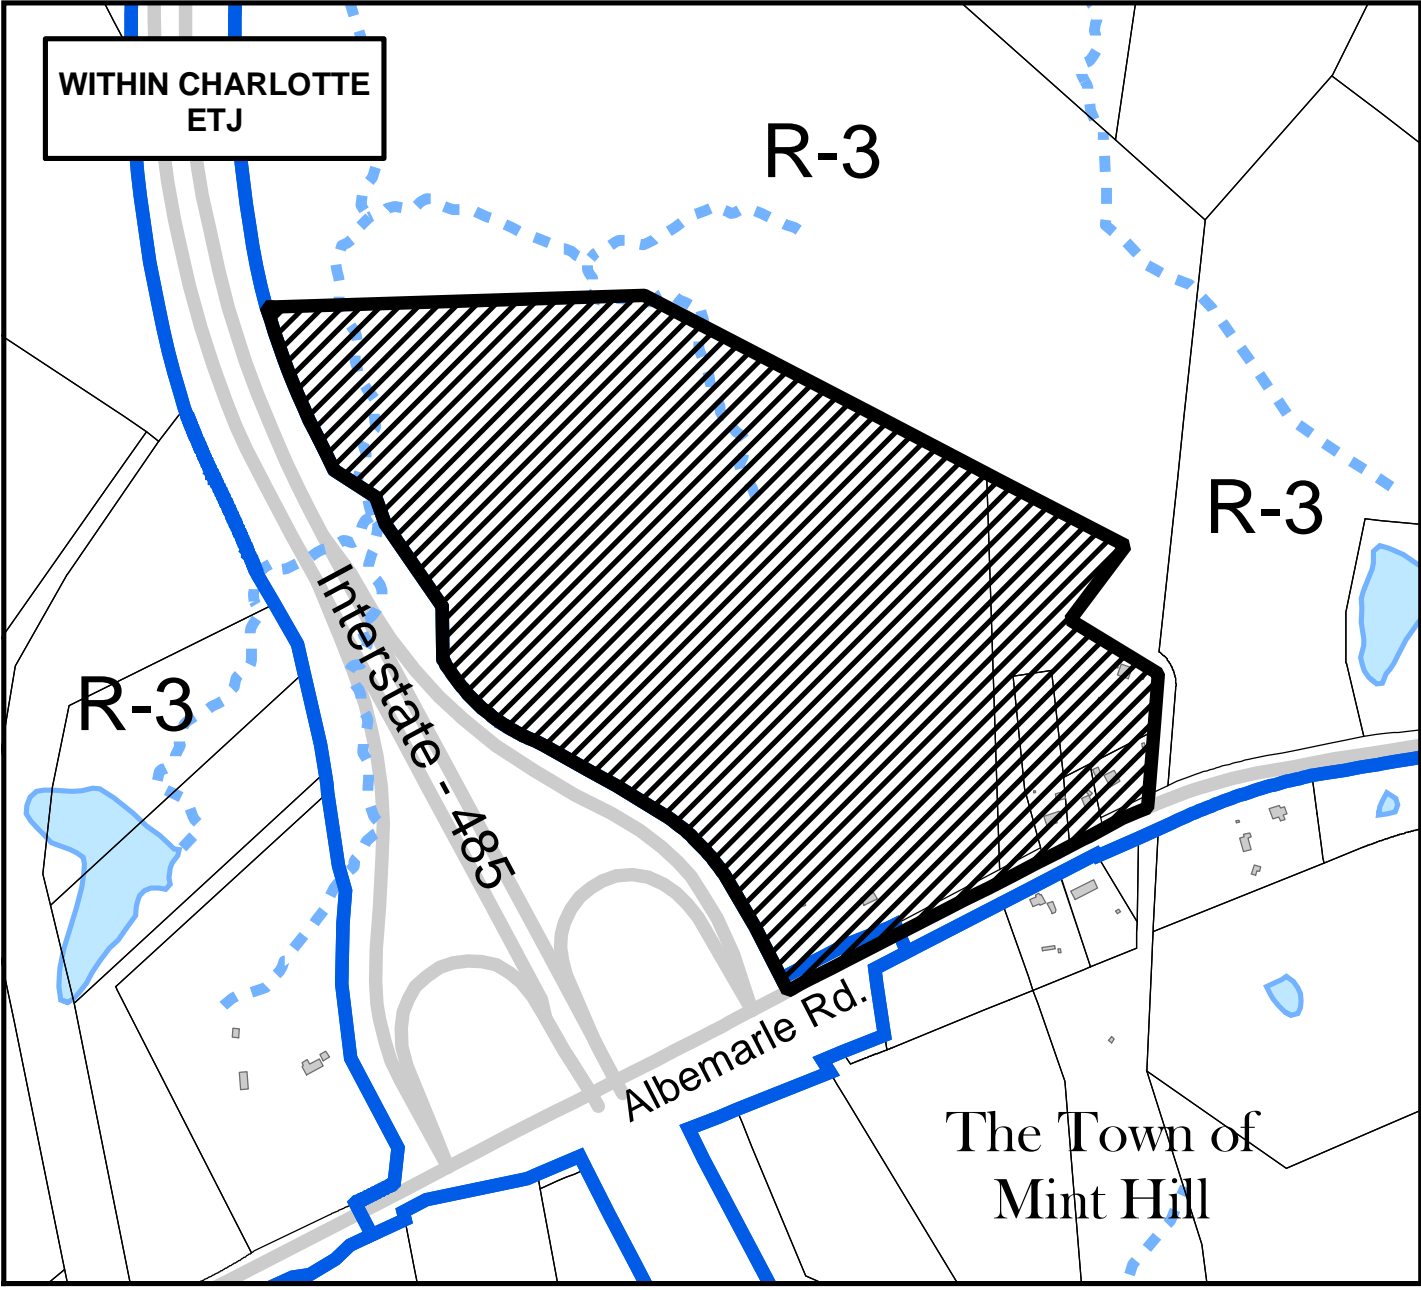 WITHIN CHARLOTTE
ETJ
R-3
R-3
R-3
Interstate - 485
Albemarle Rd.
The Town of
Mint Hill